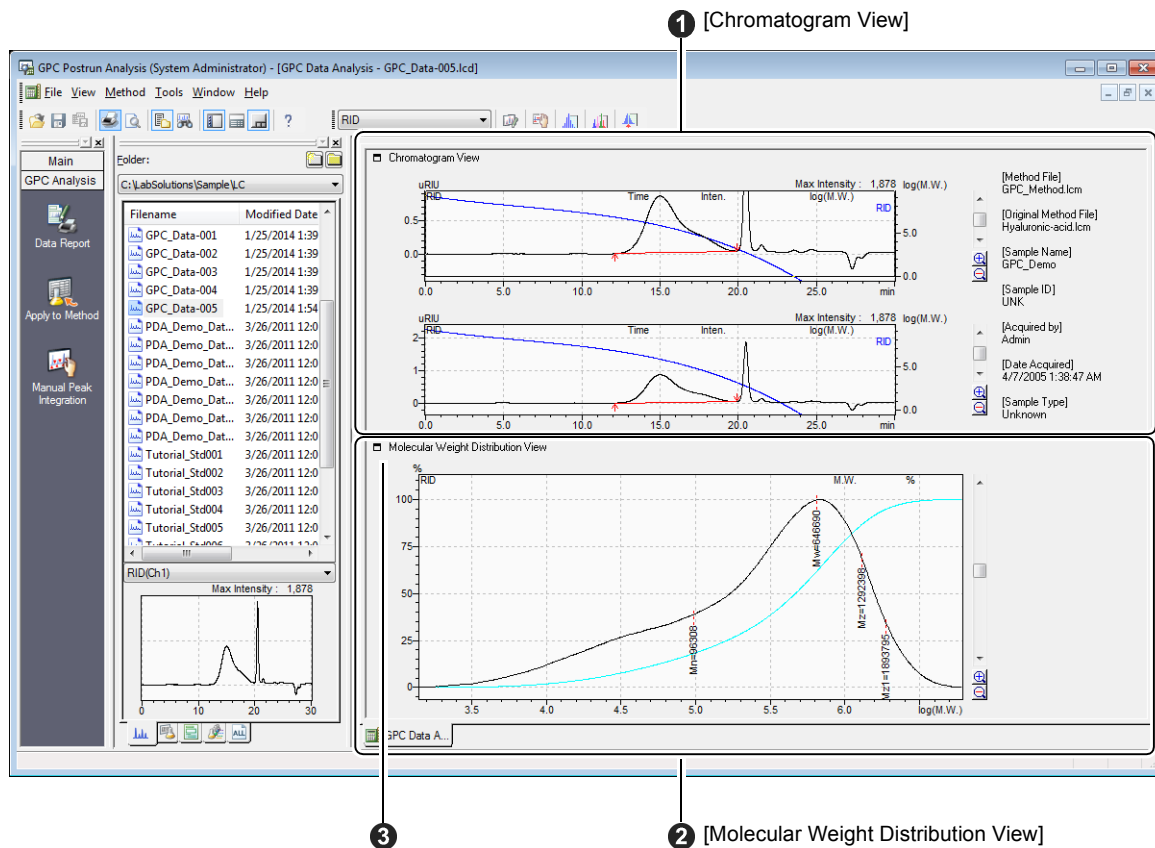 1 [Chromatogram View]
GPC Postrun Analysis (System Administrator) - [GPC Data Analysis - GPC_Data-005.lcd]
File View Method Tools Window Help
RID
Main
GPC Analysis
Data Report
Apply to Method
Manual Peak
Integration
Folder:
C:\LabSolutions\Sample\LC
Filename Modified Date
GPC_Data-001 1/25/2014 1:39
GPC_Data-002 1/25/2014 1:39
GPC_Data-003 1/25/2014 1:39
GPC_Data-004 1/25/2014 1:39
GPC_Data-005 1/25/2014 1:54
PDA_Demo_Dat... 3/26/2011 12:0
PDA_Demo_Dat... 3/26/2011 12:0
PDA_Demo_Dat... 3/26/2011 12:0
PDA_Demo_Dat... 3/26/2011 12:0
PDA_Demo_Dat... 3/26/2011 12:0
PDA_Demo_Dat... 3/26/2011 12:0
PDA_Demo_Dat... 3/26/2011 12:0
Tutorial_Std001 3/26/2011 12:0
Tutorial_Std002 3/26/2011 12:0
Tutorial_Std003 3/26/2011 12:0
Tutorial_Std004 3/26/2011 12:0
Tutorial_Std005 3/26/2011 12:0
Tutorial_Std006 3/26/2011 12:0
RID(Ch1)
Max Intensity : 1,878
0 10 20 30
ALL
Chromatogram View
uRIU Max Intensity : 1,878 log(M.W.)
RID Time Inten. log(M.W.) RID
0.5
0.0
5.0
0.0
0.0 5.0 10.0 15.0 20.0 25.0 min
uRIU Max Intensity : 1,878 log(M.W.)
RID Time Inten. log(M.W.) RID
2
1
0
5.0
0.0
0.0 5.0 10.0 15.0 20.0 25.0 min
[Method File]
GPC_Method.lcm
[Original Method File]
Hyaluronic-acid.lcm
[Sample Name]
GPC_Demo
[Sample ID]
UNK
[Acquired by]
Admin
[Date Acquired]
4/7/2005 1:38:47 AM
[Sample Type]
Unknown
Molecular Weight Distribution View
%
RID M.W. %
100
75
50
25
0
Mn=96308
Mw=646690
Mz=1292398
Mz1=1893795
3.5 4.0 4.5 5.0 5.5 6.0 log(M.W.)
GPC Data A...
3
2 [Molecular Weight Distribution View]